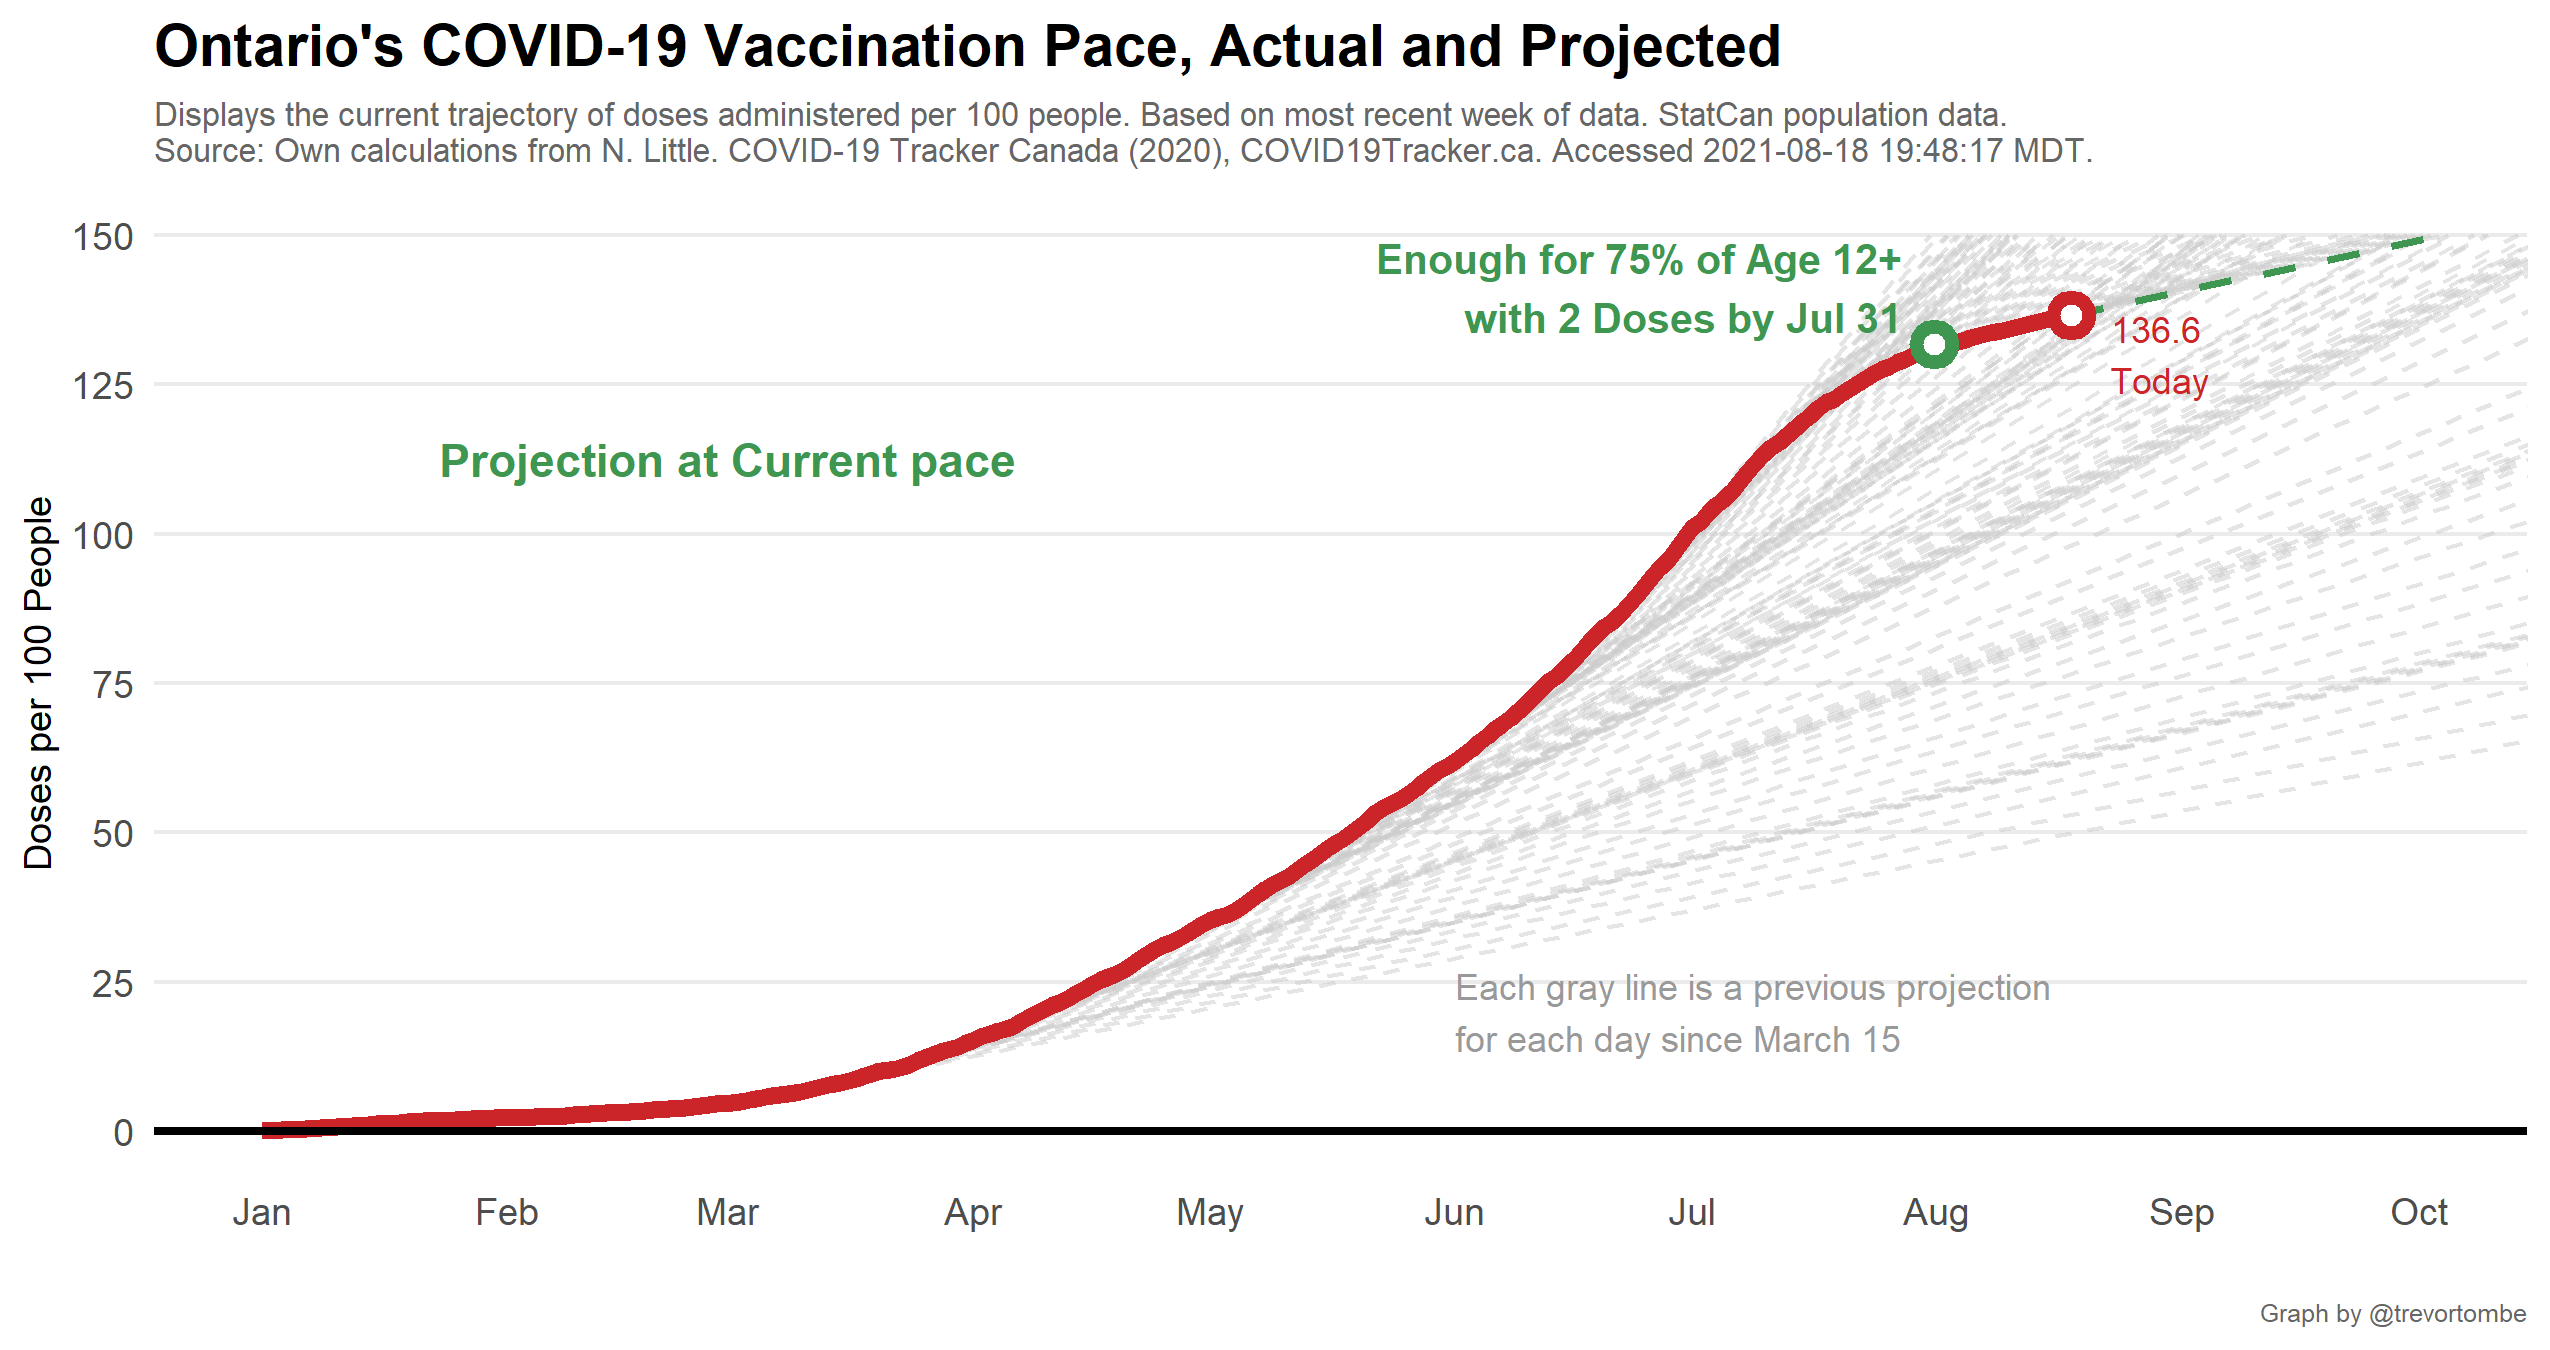 Ontario's COVID-19 Vaccination Pace, Actual and Projected
Displays the current trajectory of doses administered per 100 people. Based on most recent week of data. StatCan population data.
Source: Own calculations from N. Little. COVID-19 Tracker Canada (2020), COVID19Tracker.ca. Accessed 2021-08-18 19:48:17 MDT.
Doses per 100 People
150
125
100
75
50
25
0
Enough for 75% of Age 12+
with 2 Doses by Jul 31
136.6
Today
Projection at Current pace
Each gray line is a previous projection
for each day since March 15
Jan Feb Mar Apr May Jun Jul Aug Sep Oct
Graph by @trevortombe